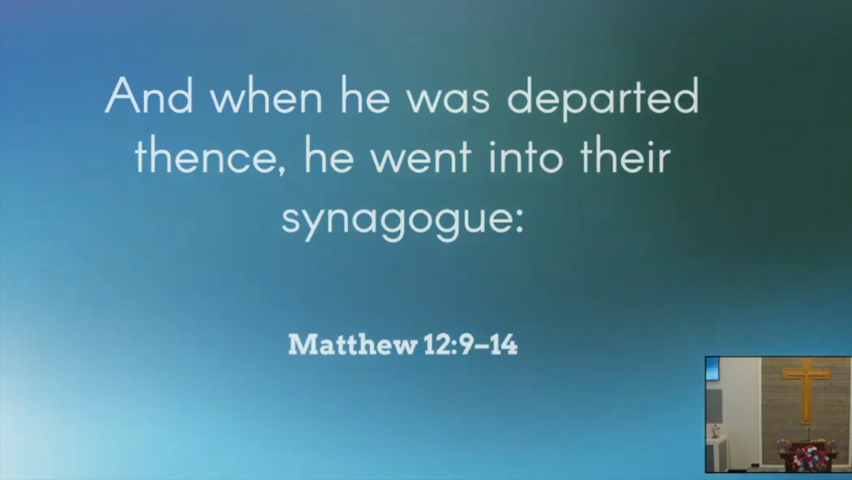 And when he was departed
thence, he went into their
synagogue:
Matthew 12:9–14